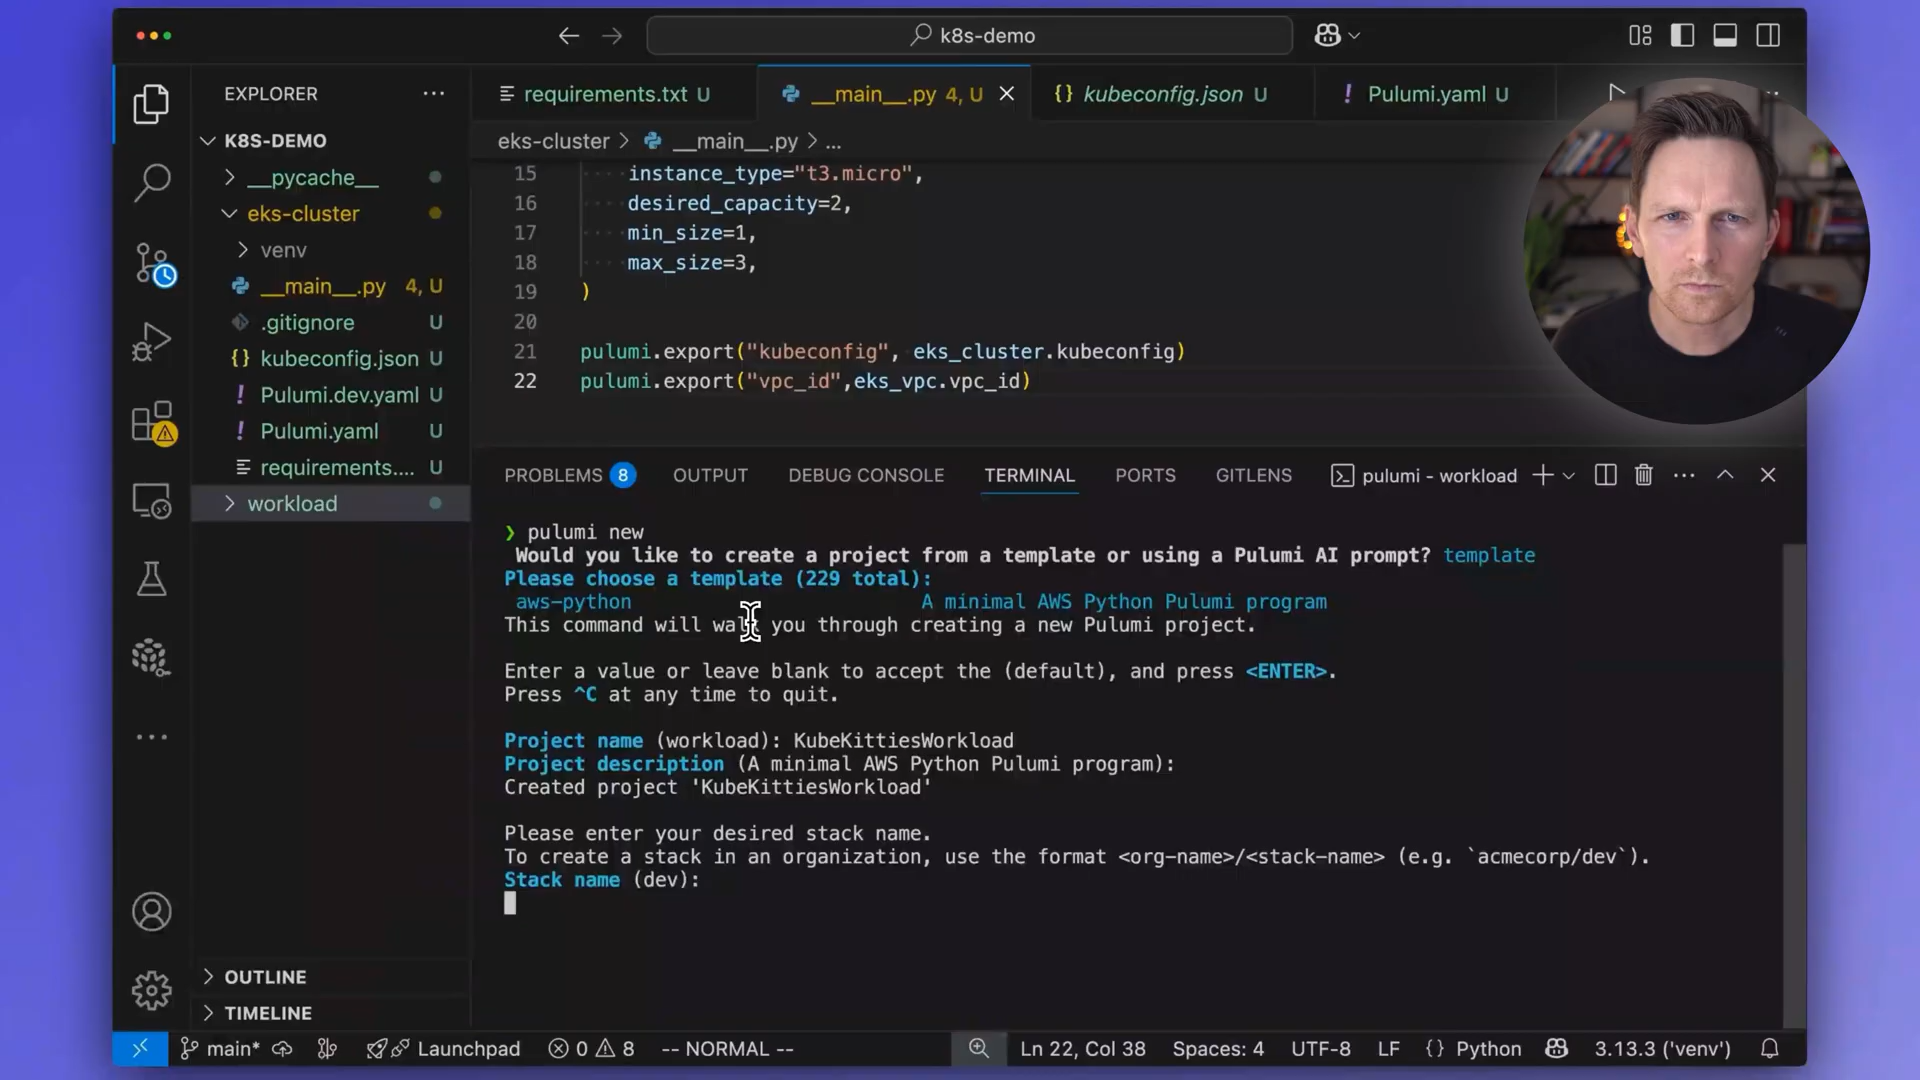 k8s-demo
EXPLORER
K8S-DEMO
__pycache__
eks-cluster
venv
__main__.py 4, U
.gitignore U
kubeconfig.json U
Pulumi.dev.yaml U
Pulumi.yaml U
requirements.... U
workload
OUTLINE
TIMELINE
requirements.txt U
__main__.py 4, U
kubeconfig.json U
Pulumi.yaml U
eks-cluster > __main__.py > ...
15 instance_type="t3.micro",
16 desired_capacity=2,
17 min_size=1,
18 max_size=3,
19 )
20
21 pulumi.export("kubeconfig", eks_cluster.kubeconfig)
22 pulumi.export("vpc_id",eks_vpc.vpc_id)
PROBLEMS 8 OUTPUT DEBUG CONSOLE TERMINAL PORTS GITLENS pulumi - workload
❯ pulumi new
Would you like to create a project from a template or using a Pulumi AI prompt? template
Please choose a template (229 total):
aws-python A minimal AWS Python Pulumi program
This command will walk you through creating a new Pulumi project.
Enter a value or leave blank to accept the (default), and press <ENTER>.
Press ^C at any time to quit.
Project name (workload): KubeKittiesWorkload
Project description (A minimal AWS Python Pulumi program):
Created project 'KubeKittiesWorkload'
Please enter your desired stack name.
To create a stack in an organization, use the format <org-name>/<stack-name> (e.g. `acmecorp/dev`).
Stack name (dev):
main* Launchpad 0 8 -- NORMAL -- Ln 22, Col 38 Spaces: 4 UTF-8 LF {} Python 3.13.3 ('venv')